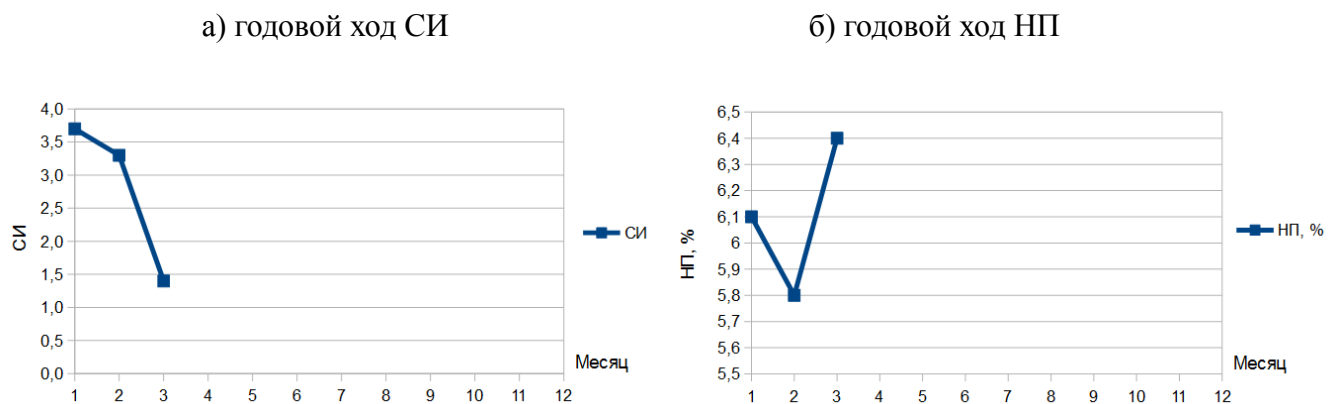 а) годовой ход СИ
б) годовой ход НП
4,0
3,5
3,0
2,5
2,0
1,5
1,0
0,5
0,0
СИ
1 2 3 4 5 6 7 8 9 10 11 12
Месяц
СИ
6,5
6,4
6,3
6,2
6,1
6
5,9
5,8
5,7
5,6
5,5
НП, %
1 2 3 4 5 6 7 8 9 10 11 12
Месяц
НП, %